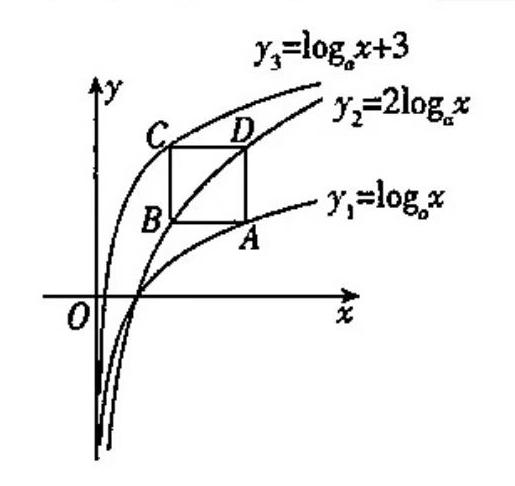 y₃=logₐx+3
y
y₂=2logₐx
C D
B A
y₁=logₐx
O x